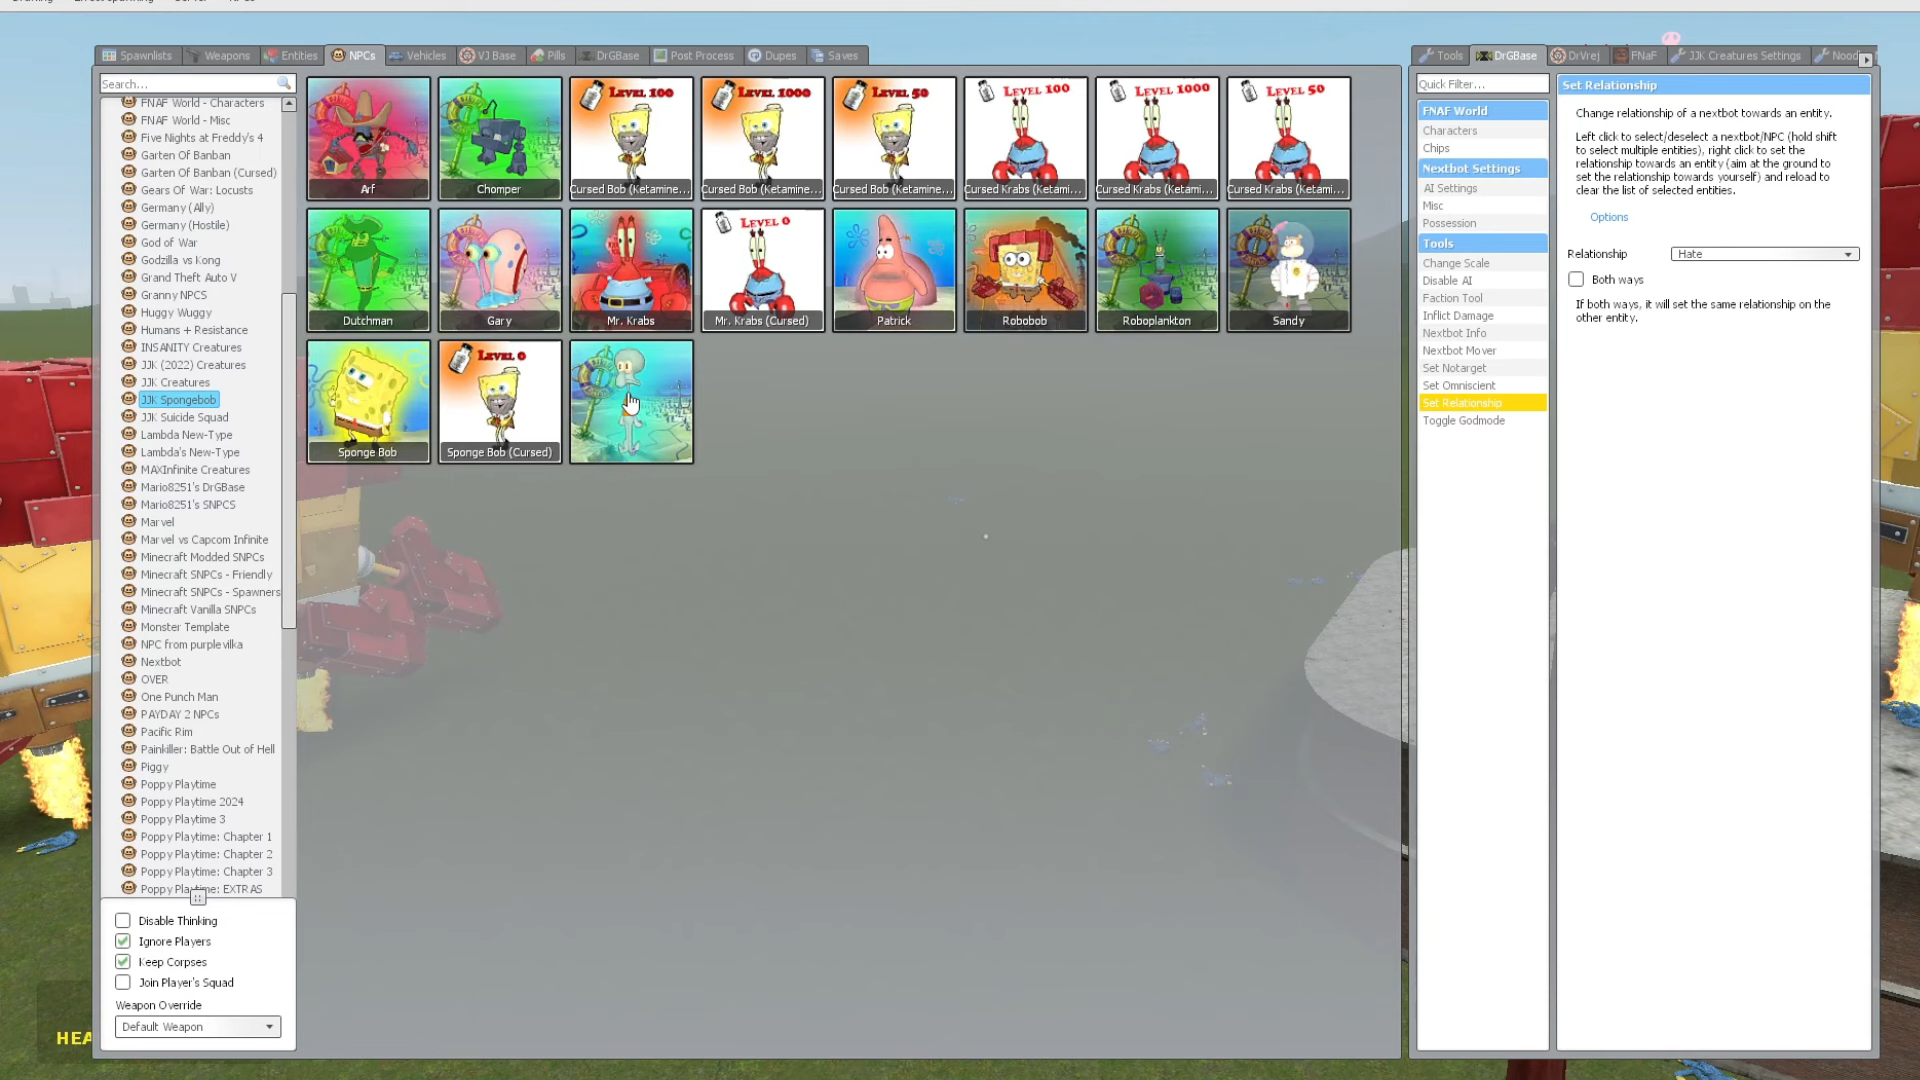 Spawnlists Weapons Entities NPCs Vehicles VJ Base Pills DrGBase Post Process Dupes Saves
Search...
FNAF World - Characters
FNAF World - Misc
Five Nights at Freddy's 4
Garten Of Banban
Garten Of Banban (Cursed)
Gears Of War: Locusts
Germany (Ally)
Germany (Hostile)
God of War
Godzilla vs Kong
Grand Theft Auto V
Granny NPCS
Huggy Wuggy
Humans + Resistance
INSANITY Creatures
JJK (2022) Creatures
JJK Creatures
JJK Spongebob
JJK Suicide Squad
Lambda New-Type
Lambda's New-Type
MAXInfinite Creatures
Mario8251's DrGBase
Mario8251's SNPCS
Marvel
Marvel vs Capcom Infinite
Minecraft Modded SNPCs
Minecraft SNPCs - Friendly
Minecraft SNPCs - Spawners
Minecraft Vanilla SNPCs
Monster Template
NPC from purplevilka
Nextbot
OVER
One Punch Man
PAYDAY 2 NPCs
Pacific Rim
Painkiller: Battle Out of Hell
Piggy
Poppy Playtime
Poppy Playtime 2024
Poppy Playtime 3
Poppy Playtime: Chapter 1
Poppy Playtime: Chapter 2
Poppy Playtime: Chapter 3
Poppy Playtime: EXTRAS
Disable Thinking
Ignore Players
Keep Corpses
Join Player's Squad
Weapon Override
Default Weapon
HEA
LEVEL 100 LEVEL 1000 LEVEL 50 LEVEL 100 LEVEL 1000 LEVEL 50
Arf Chomper Cursed Bob (Ketamine... Cursed Bob (Ketamine... Cursed Bob (Ketamine... Cursed Krabs (Ketami... Cursed Krabs (Ketami... Cursed Krabs (Ketami...
LEVEL 0
Dutchman Gary Mr. Krabs Mr. Krabs (Cursed) Patrick Robobob Roboplankton Sandy
LEVEL 0
Sponge Bob Sponge Bob (Cursed)
Tools DrGBase DrVrej FNaF JJK Creatures Settings Nood
Quick Filter...
FNAF World
Characters
Chips
Nextbot Settings
AI Settings
Misc
Possession
Tools
Change Scale
Disable AI
Faction Tool
Inflict Damage
Nextbot Info
Nextbot Mover
Set Notarget
Set Omniscient
Set Relationship
Toggle Godmode
Set Relationship
Change relationship of a nextbot towards an entity.
Left click to select/deselect a nextbot/NPC (hold shift
to select multiple entities), right click to set the
relationship towards an entity (aim at the ground to
set the relationship towards yourself) and reload to
clear the list of selected entities.
Options
Relationship Hate
Both ways
If both ways, it will set the same relationship on the
other entity.